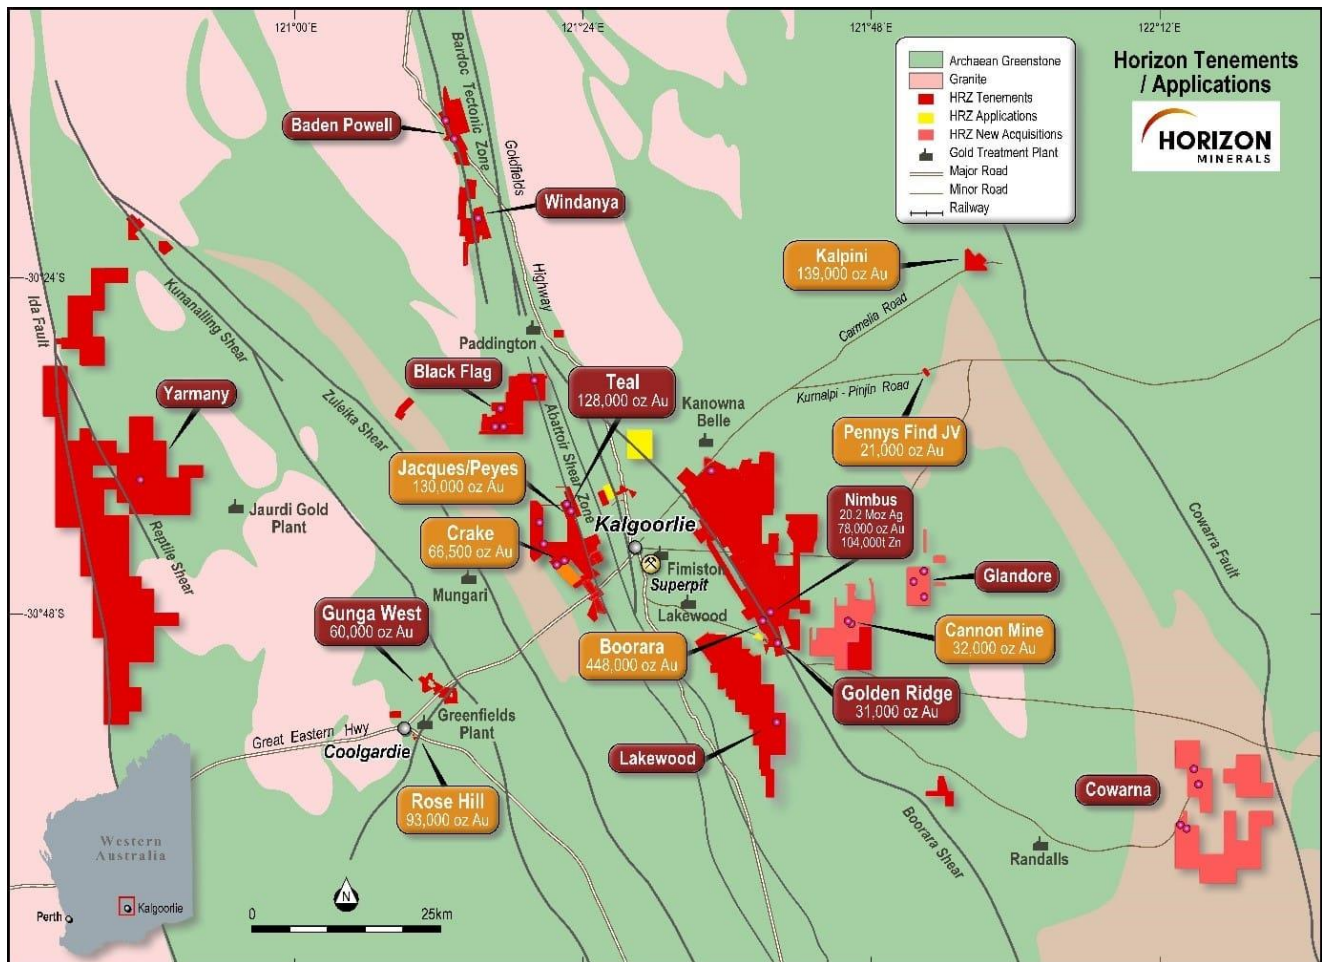 121°00'E
121°24'E
121°48'E
122°12'E
Horizon Tenements
/ Applications
HORIZON
MINERALS
Archaean Greenstone
Granite
HRZ Tenements
HRZ Applications
HRZ New Acquisitions
Gold Treatment Plant
Major Road
Minor Road
Railway
Bardoc Tectonic Zone
Goldfields
Highway
Baden Powell
Windanya
Kalpini
139,000 oz Au
-30°24'S
Ida Fault
Kunanalling Shear
Carmelia Road
Paddington
Black Flag
Teal
128,000 oz Au
Kanowna
Belle
Kurnalpi - Pinjin Road
Yarmany
Zuleika Shear
Abattoir Shear Zone
Pennys Find JV
21,000 oz Au
Jacques/Peyes
130,000 oz Au
Nimbus
20.2 Moz Ag
78,000 oz Au
104,000t Zn
Jaurdi Gold
Plant
Crake
66,500 oz Au
Kalgoorlie
Cowarra Fault
Reptile Shear
Fimiston
Superpit
Glandore
Mungari
Lakewood
-30°48'S
Gunga West
60,000 oz Au
Boorara
448,000 oz Au
Cannon Mine
32,000 oz Au
Golden Ridge
31,000 oz Au
Greenfields
Plant
Great Eastern Hwy
Coolgardie
Lakewood
Cowarna
Rose Hill
93,000 oz Au
Boorara Shear
Randalls
Western
Australia
Perth
Kalgoorlie
N
0
25km